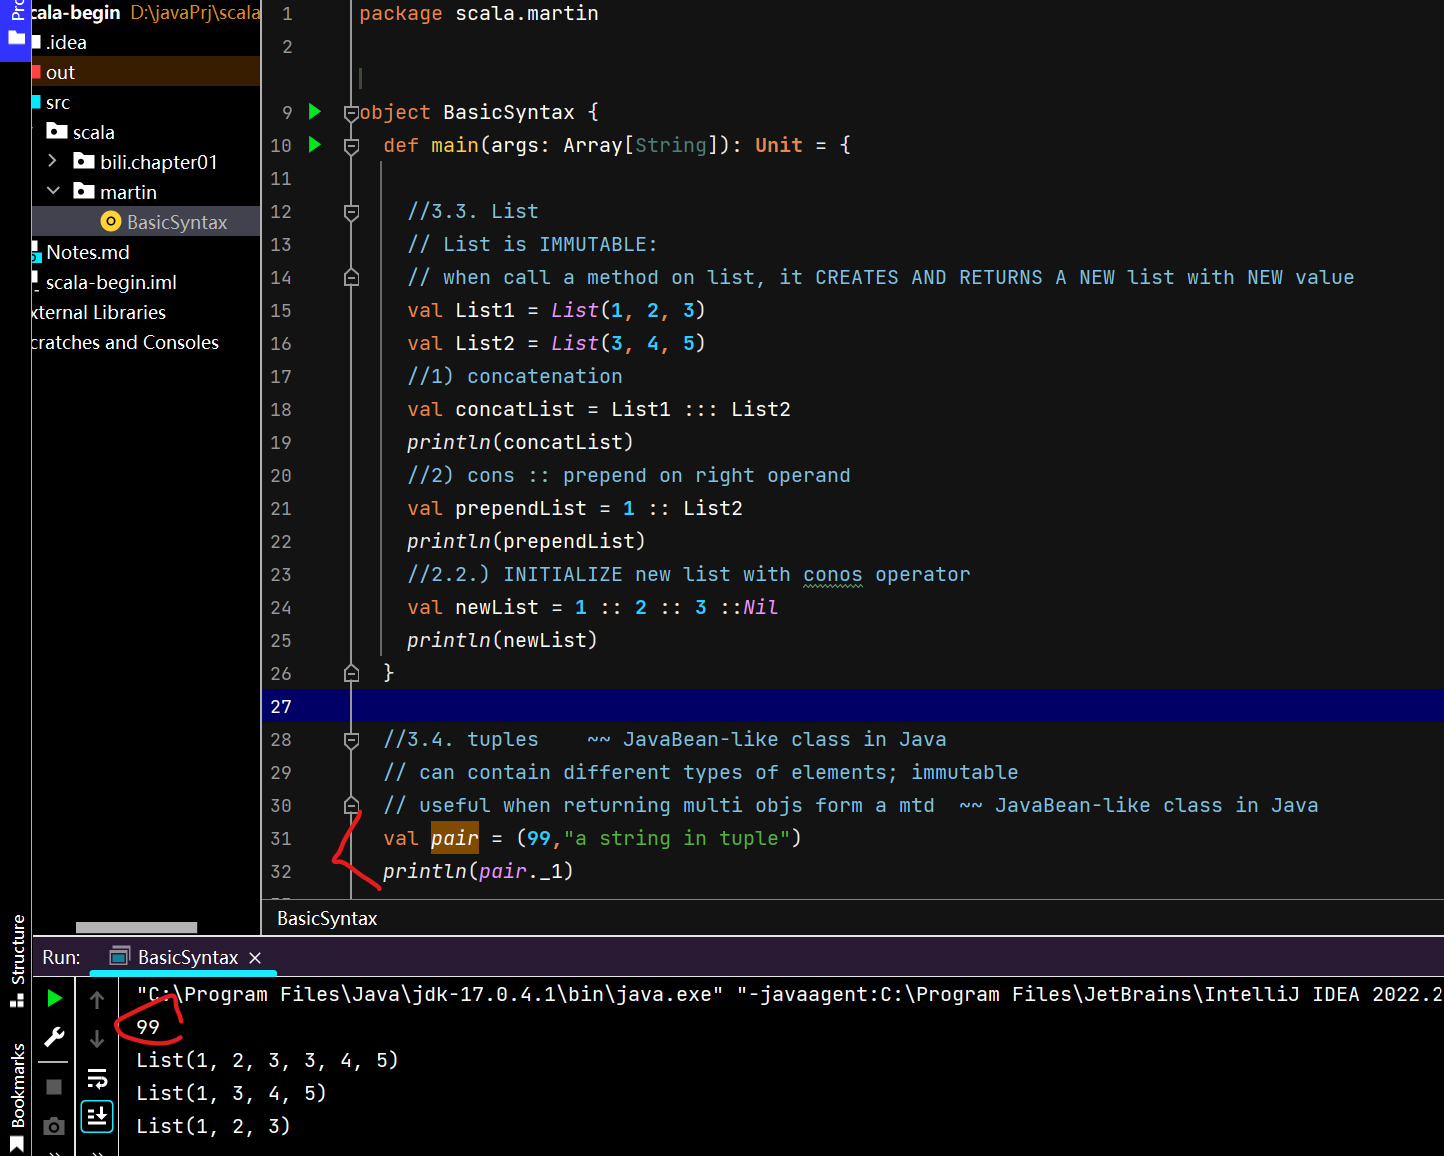 Pro
cala-begin D:\javaPrj\scala
.idea
out
src
scala
bili.chapter01
martin
BasicSyntax
Notes.md
scala-begin.iml
xternal Libraries
cratches and Consoles
Structure
Bookmarks
1 package scala.martin
2
9 object BasicSyntax {
10 def main(args: Array[String]): Unit = {
11
12 //3.3. List
13 // List is IMMUTABLE:
14 // when call a method on list, it CREATES AND RETURNS A NEW list with NEW value
15 val List1 = List(1, 2, 3)
16 val List2 = List(3, 4, 5)
17 //1) concatenation
18 val concatList = List1 ::: List2
19 println(concatList)
20 //2) cons :: prepend on right operand
21 val prependList = 1 :: List2
22 println(prependList)
23 //2.2.) INITIALIZE new list with conos operator
24 val newList = 1 :: 2 :: 3 ::Nil
25 println(newList)
26 }
27
28 //3.4. tuples    ~~ JavaBean-like class in Java
29 // can contain different types of elements; immutable
30 // useful when returning multi objs form a mtd  ~~ JavaBean-like class in Java
31 val pair = (99,"a string in tuple")
32 println(pair._1)
BasicSyntax
Run: BasicSyntax ×
"C:\Program Files\Java\jdk-17.0.4.1\bin\java.exe" "-javaagent:C:\Program Files\JetBrains\IntelliJ IDEA 2022.2
99
List(1, 2, 3, 3, 4, 5)
List(1, 3, 4, 5)
List(1, 2, 3)